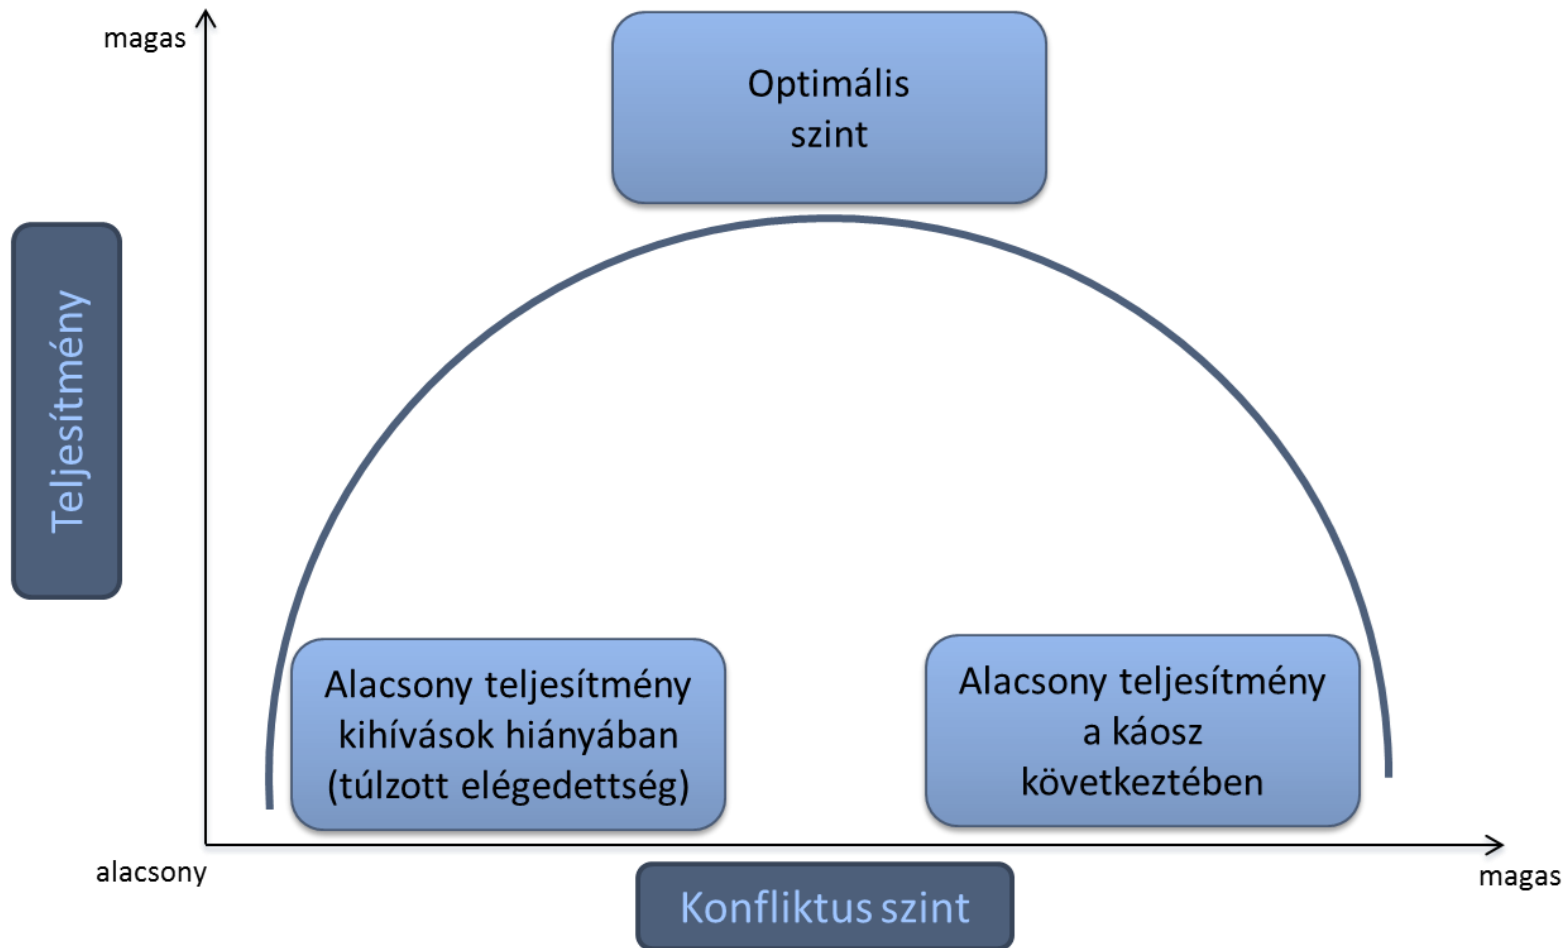 magas
Optimális
szint
Teljesítmény
Alacsony teljesítmény
kihívások hiányában
(túlzott elégedettség)
Alacsony teljesítmény
a káosz
következtében
alacsony
Konfliktus szint
magas